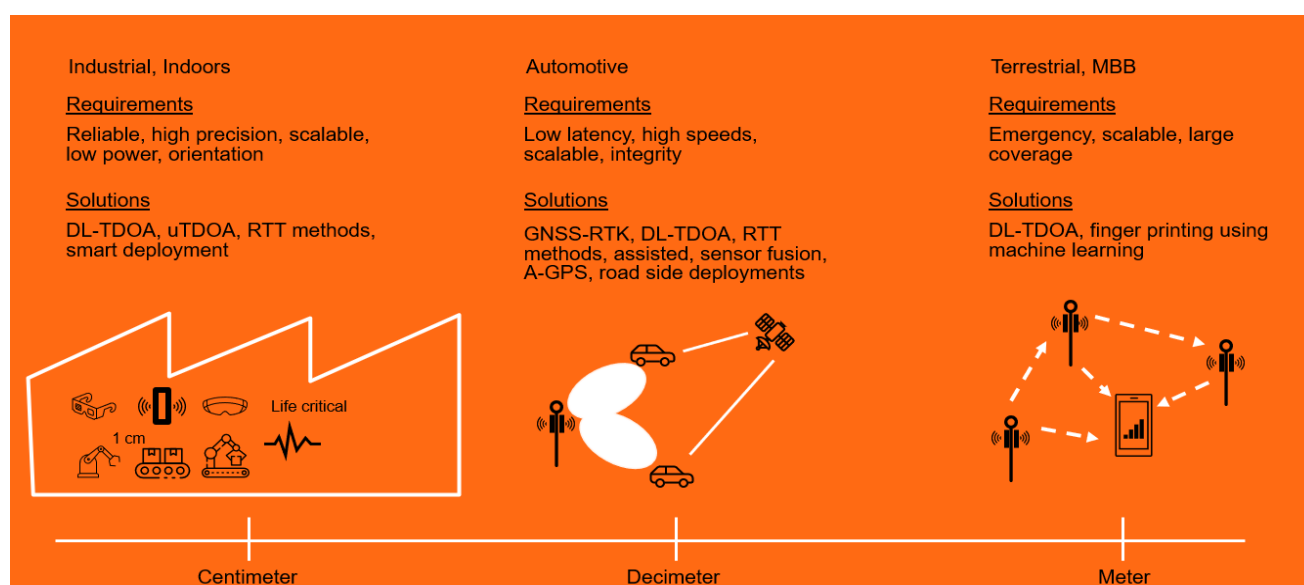 Industrial, Indoors
Requirements
Reliable, high precision, scalable,
low power, orientation
Solutions
DL-TDOA, uTDOA, RTT methods,
smart deployment
Life critical
1 cm
Automotive
Requirements
Low latency, high speeds,
scalable, integrity
Solutions
GNSS-RTK, DL-TDOA, RTT
methods, assisted, sensor fusion,
A-GPS, road side deployments
Terrestrial, MBB
Requirements
Emergency, scalable, large
coverage
Solutions
DL-TDOA, finger printing using
machine learning
Centimeter
Decimeter
Meter